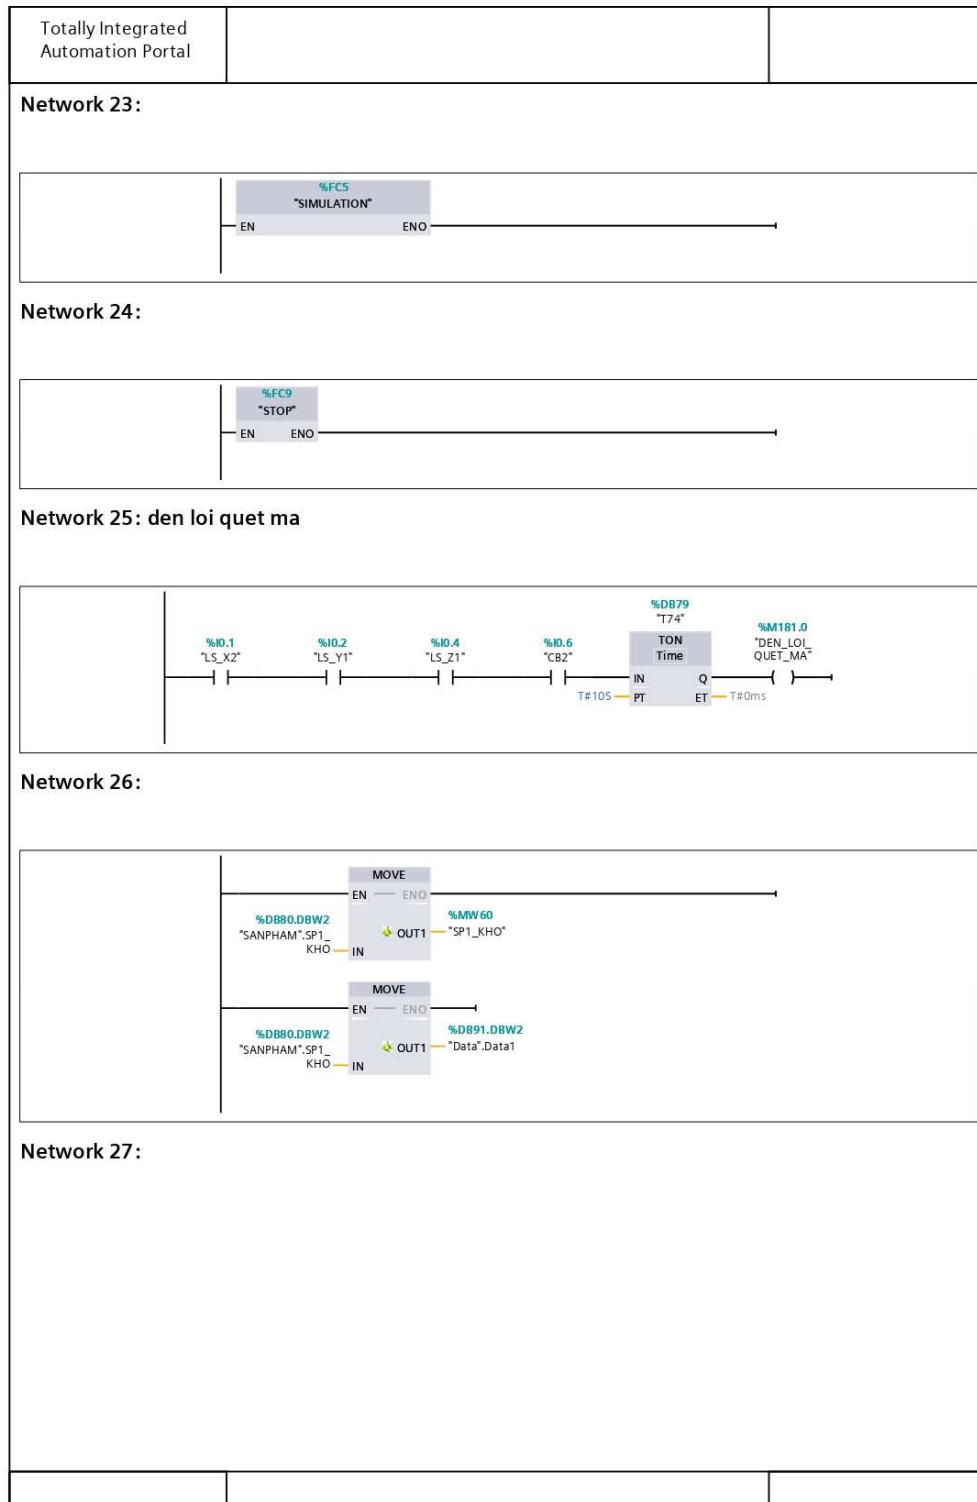 Totally Integrated
Automation Portal
Network 23:
%FC5
"SIMULATION"
EN ENO
Network 24:
%FC9
"STOP"
EN ENO
Network 25: den loi quet ma
%DB79
"T74"
%I0.1 %I0.2 %I0.4 %I0.6 TON %M181.0
"LS_X2" "LS_Y1" "LS_Z1" "CB2" Time "DEN_LOI_
QUET_MA"
IN Q
T#10S PT ET T#0ms
Network 26:
MOVE
EN ENO
%DB80.DBW2 %MW60
"SANPHAM".SP1_ OUT1 "SP1_KHO"
KHO IN
MOVE
EN ENO
%DB80.DBW2 %DB91.DBW2
"SANPHAM".SP1_ OUT1 "Data".Data1
KHO IN
Network 27: